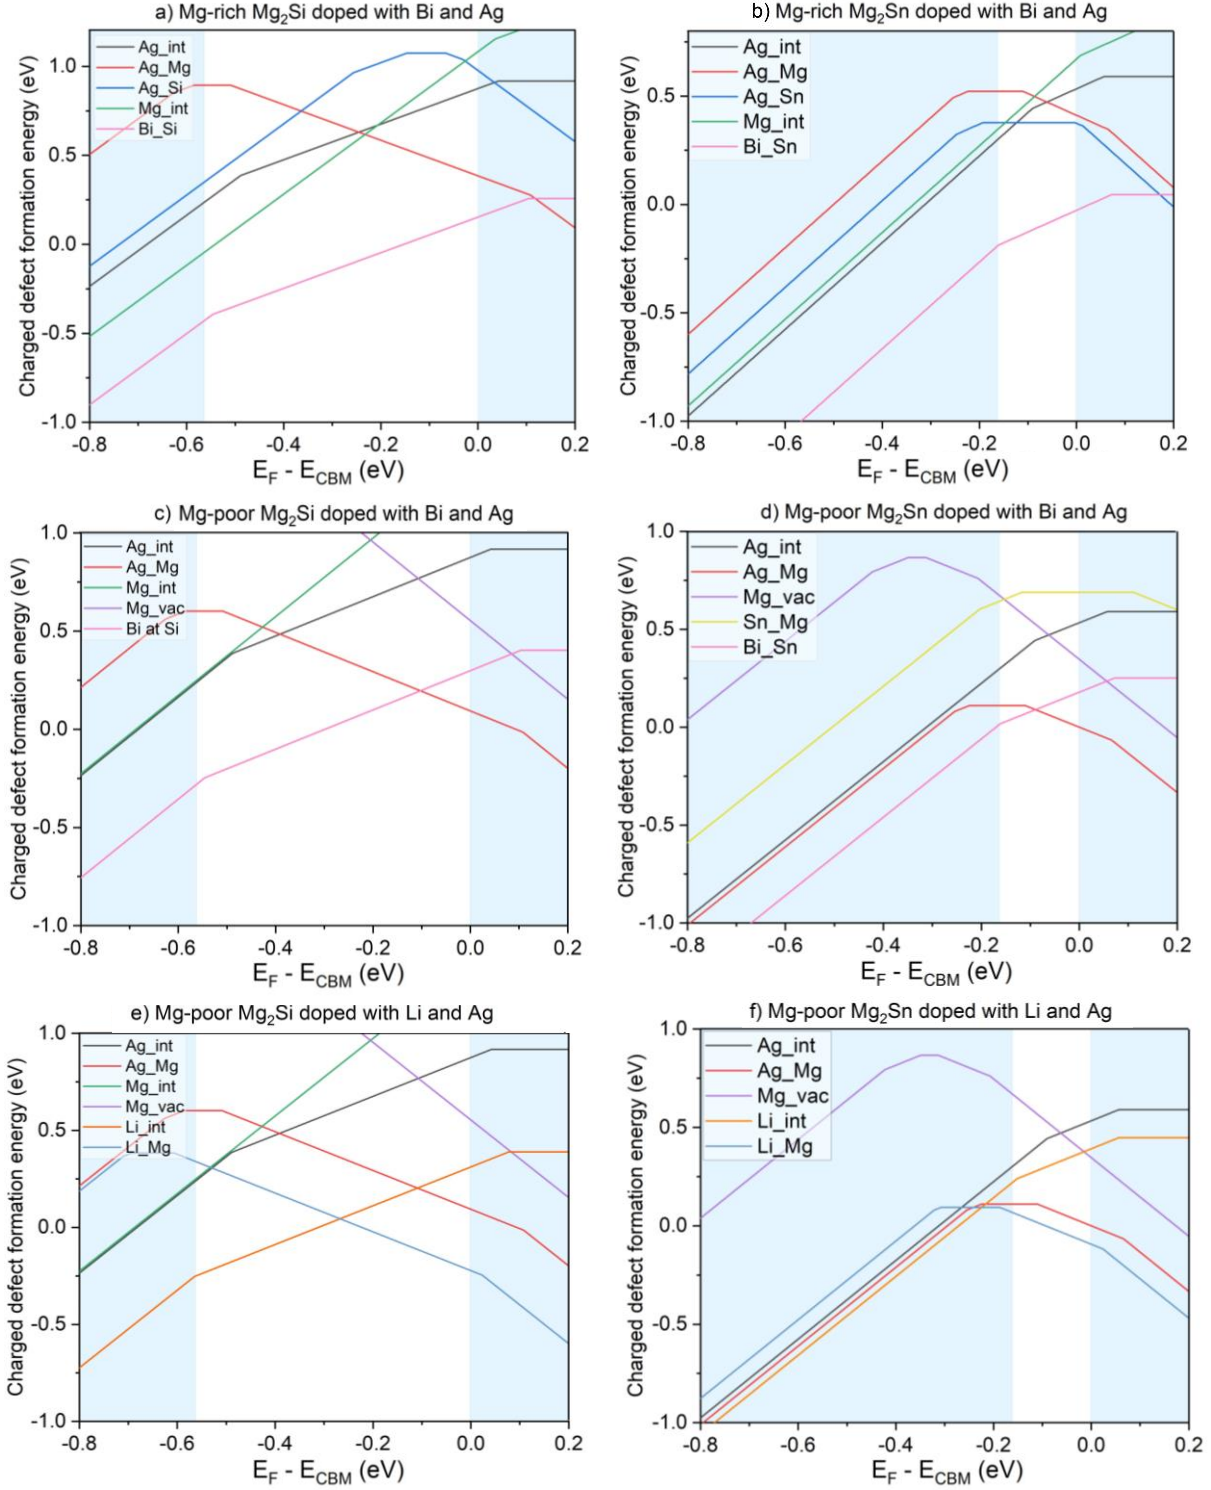 a) Mg-rich Mg₂Si doped with Bi and Ag
Charged defect formation energy (eV)
1.0
0.5
0.0
-0.5
-1.0
Ag_int
Ag_Mg
Ag_Si
Mg_int
Bi_Si
-0.8 -0.6 -0.4 -0.2 0.0 0.2
E_F - E_CBM (eV)
b) Mg-rich Mg₂Sn doped with Bi and Ag
Charged defect formation energy (eV)
0.5
0.0
-0.5
-1.0
Ag_int
Ag_Mg
Ag_Sn
Mg_int
Bi_Sn
-0.8 -0.6 -0.4 -0.2 0.0 0.2
E_F - E_CBM (eV)
c) Mg-poor Mg₂Si doped with Bi and Ag
Charged defect formation energy (eV)
1.0
0.5
0.0
-0.5
-1.0
Ag_int
Ag_Mg
Mg_int
Mg_vac
Bi at Si
-0.8 -0.6 -0.4 -0.2 0.0 0.2
E_F - E_CBM (eV)
d) Mg-poor Mg₂Sn doped with Bi and Ag
Charged defect formation energy (eV)
1.0
0.5
0.0
-0.5
-1.0
Ag_int
Ag_Mg
Mg_vac
Sn_Mg
Bi_Sn
-0.8 -0.6 -0.4 -0.2 0.0 0.2
E_F - E_CBM (eV)
e) Mg-poor Mg₂Si doped with Li and Ag
Charged defect formation energy (eV)
1.0
0.5
0.0
-0.5
-1.0
Ag_int
Ag_Mg
Mg_int
Mg_vac
Li_int
Li_Mg
-0.8 -0.6 -0.4 -0.2 0.0 0.2
E_F - E_CBM (eV)
f) Mg-poor Mg₂Sn doped with Li and Ag
Charged defect formation energy (eV)
1.0
0.5
0.0
-0.5
-1.0
Ag_int
Ag_Mg
Mg_vac
Li_int
Li_Mg
-0.8 -0.6 -0.4 -0.2 0.0 0.2
E_F - E_CBM (eV)